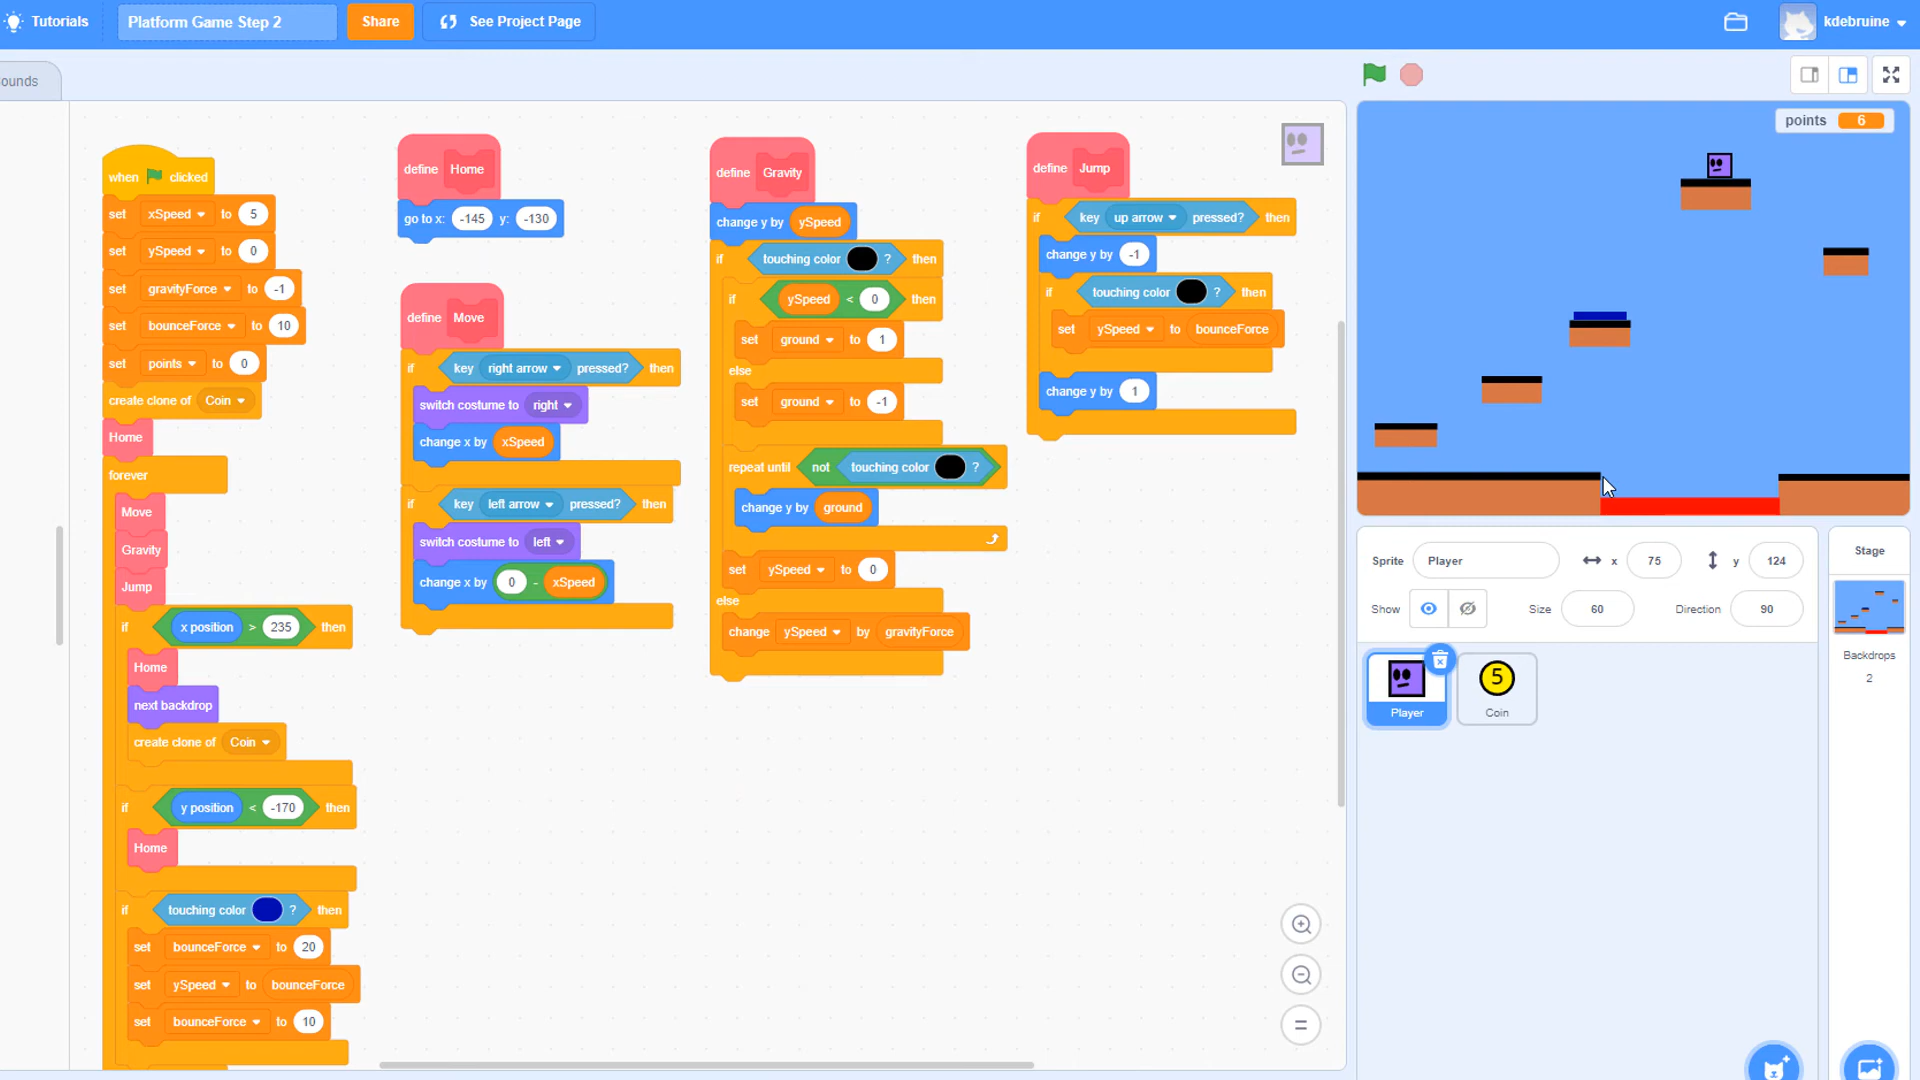 Tutorials
Platform Game Step 2
Share
See Project Page
kdebruine
ounds
when clicked
set xSpeed to 5
set ySpeed to 0
set gravityForce to -1
set bounceForce to 10
set points to 0
create clone of Coin
Home
forever
Move
Gravity
Jump
if x position > 235 then
Home
next backdrop
create clone of Coin
if y position < -170 then
Home
if touching color ? then
set bounceForce to 20
set ySpeed to bounceForce
set bounceForce to 10
define Home
go to x: -145 y: -130
define Move
if key right arrow pressed? then
switch costume to right
change x by xSpeed
if key left arrow pressed? then
switch costume to left
change x by 0 - xSpeed
define Gravity
change y by ySpeed
if touching color ? then
if ySpeed < 0 then
set ground to 1
else
set ground to -1
repeat until not touching color ?
change y by ground
set ySpeed to 0
else
change ySpeed by gravityForce
define Jump
if key up arrow pressed? then
change y by -1
if touching color ? then
set ySpeed to bounceForce
change y by 1
points 6
Sprite Player x 75 y 124
Show Size 60 Direction 90
Player
5
Coin
Stage
Backdrops
2